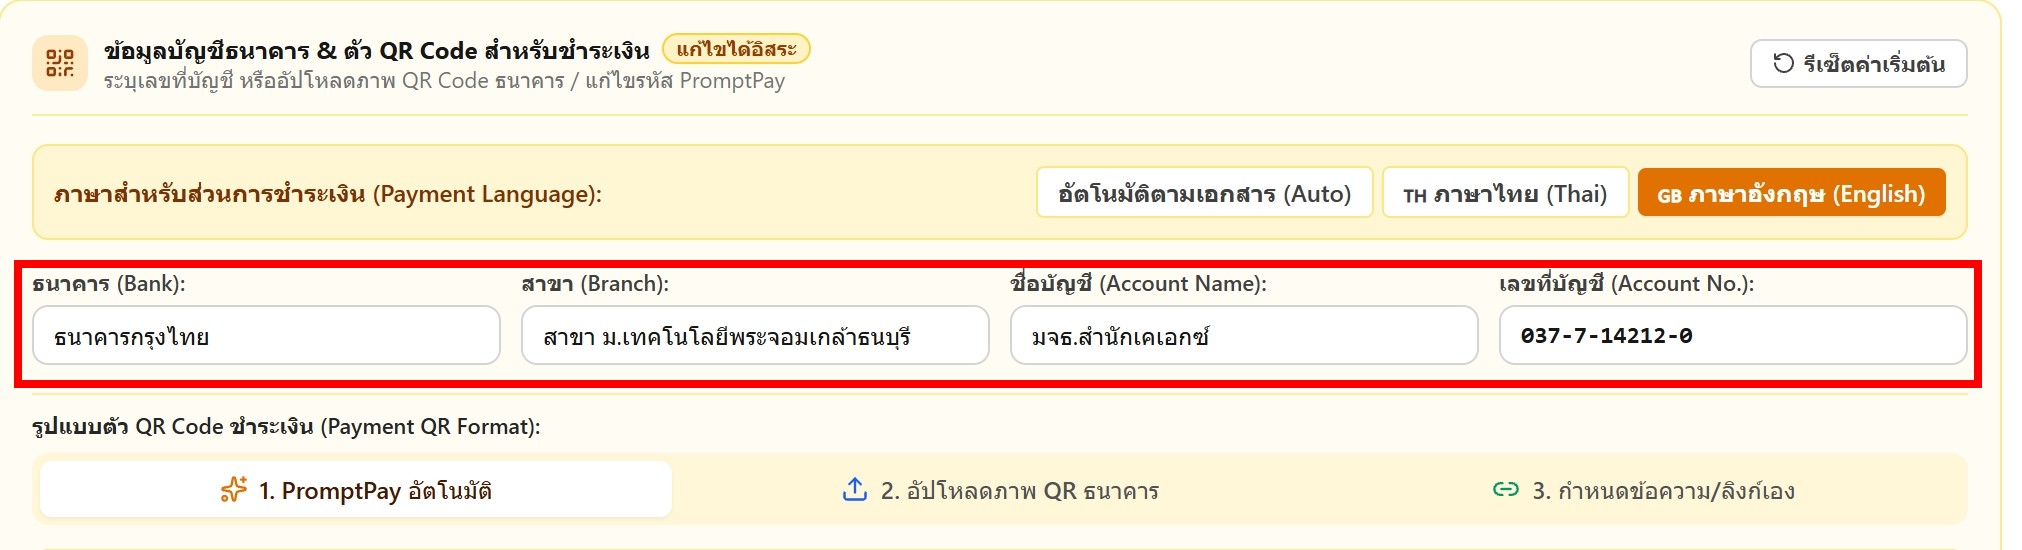 ข้อมูลบัญชีธนาคาร & ตัว QR Code สำหรับชำระเงิน แก้ไขได้อิสระ
ระบุเลขที่บัญชี หรืออัปโหลดภาพ QR Code ธนาคาร / แก้ไขรหัส PromptPay
รีเซ็ตค่าเริ่มต้น
ภาษาสำหรับส่วนการชำระเงิน (Payment Language):
อัตโนมัติตามเอกสาร (Auto)
TH ภาษาไทย (Thai)
GB ภาษาอังกฤษ (English)
ธนาคาร (Bank):
ธนาคารกรุงไทย
สาขา (Branch):
สาขา ม.เทคโนโลยีพระจอมเกล้าธนบุรี
ชื่อบัญชี (Account Name):
มจธ.สำนักเคเอกซ์
เลขที่บัญชี (Account No.):
037-7-14212-0
รูปแบบตัว QR Code ชำระเงิน (Payment QR Format):
1. PromptPay อัตโนมัติ
2. อัปโหลดภาพ QR ธนาคาร
3. กำหนดข้อความ/ลิงก์เอง